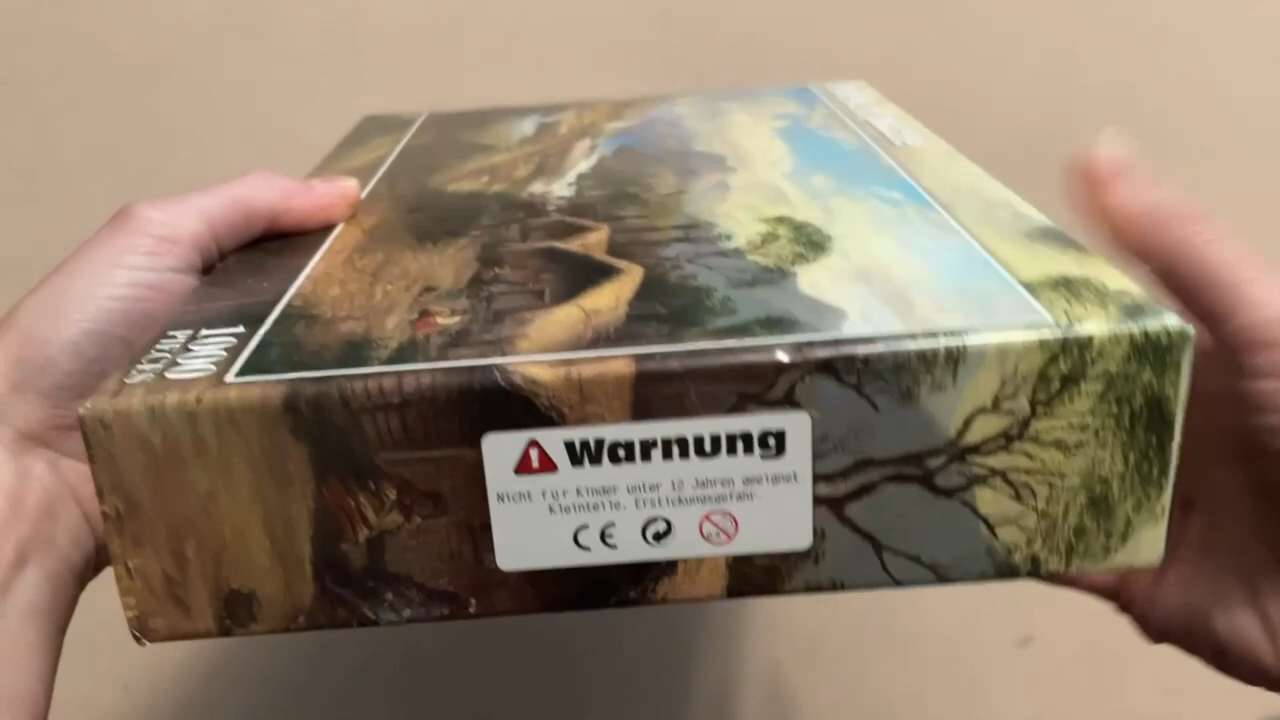 1000
PIECES
Warnung
Nicht für Kinder unter 12 Jahren geeignet.
Kleinteile. Erstickungsgefahr.
CE